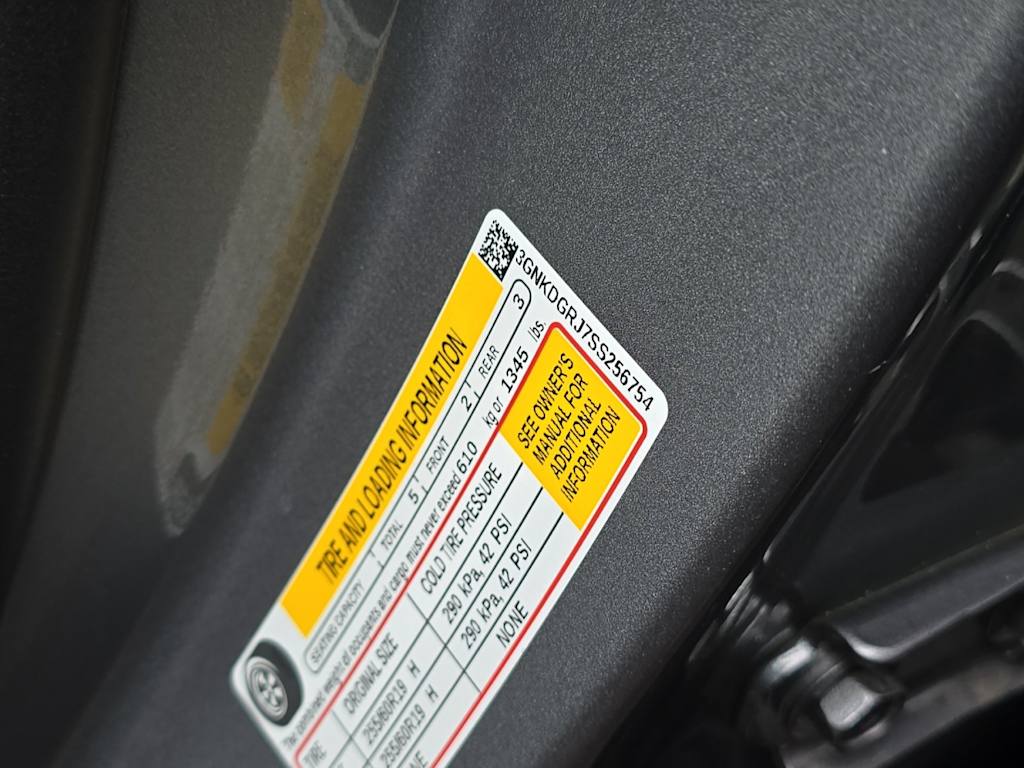 3GNKDGRJ7SS256754
TIRE AND LOADING INFORMATION
SEATING CAPACITY TOTAL 5 FRONT 2 REAR 3
The combined weight of occupants and cargo must never exceed 610 kg or 1345 lbs.
TIRE ORIGINAL SIZE COLD TIRE PRESSURE
255/60R19 H 290 kPa, 42 PSI
255/60R19 H 290 kPa, 42 PSI
NONE
SEE OWNER'S
MANUAL FOR
ADDITIONAL
INFORMATION